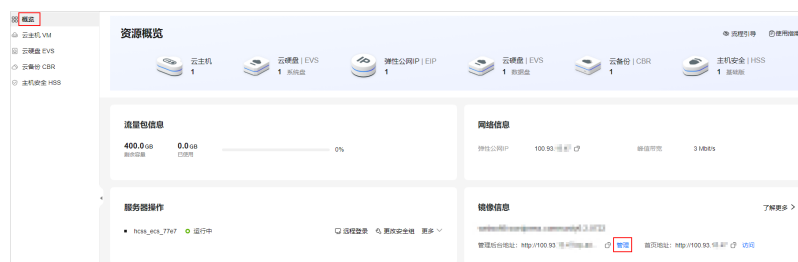 概览
云主机 VM
云硬盘 EVS
云备份 CBR
主机安全 HSS
资源概览
流程引导
使用指南
云主机
1
云硬盘 | EVS
1 系统盘
弹性公网IP | EIP
1
云硬盘 | EVS
1 数据盘
云备份 | CBR
1
主机安全 | HSS
1 基础版
流量包信息
400.0 GB
剩余容量
0.0 GB
已使用
0%
网络信息
弹性公网IP 100.93. 峰值带宽 3 Mbit/s
服务器操作
hcss_ecs_77e7 运行中 远程登录 更改安全组 更多
镜像信息 了解更多
管理后台地址: http://100.93. 管理 首页地址: http://100.93. 访问